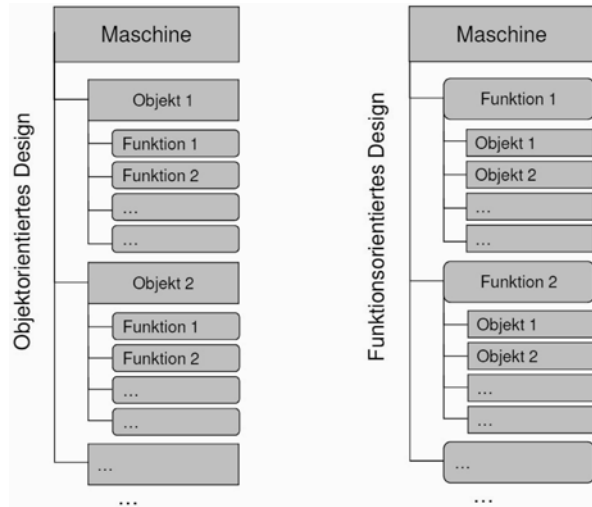 Objektorientiertes Design
Maschine
Objekt 1
Funktion 1
Funktion 2
...
...
Objekt 2
Funktion 1
Funktion 2
...
...
...
...
Funktionsorientiertes Design
Maschine
Funktion 1
Objekt 1
Objekt 2
...
...
Funktion 2
Objekt 1
Objekt 2
...
...
...
...